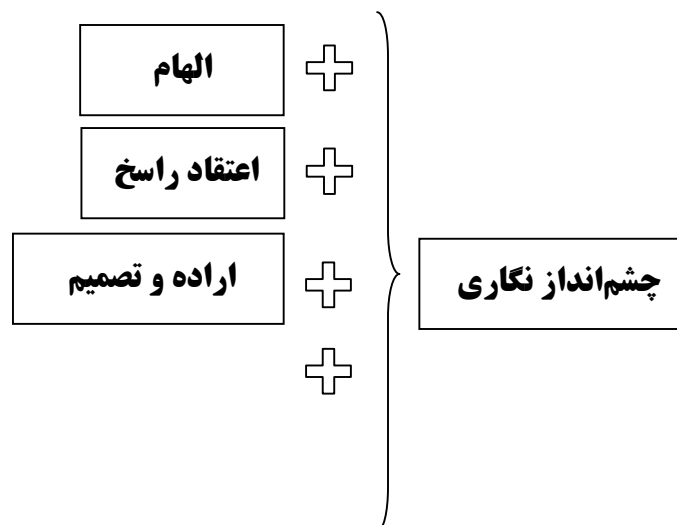 الهام
اعتقاد راسخ
اراده و تصمیم
چشم‌انداز نگاری